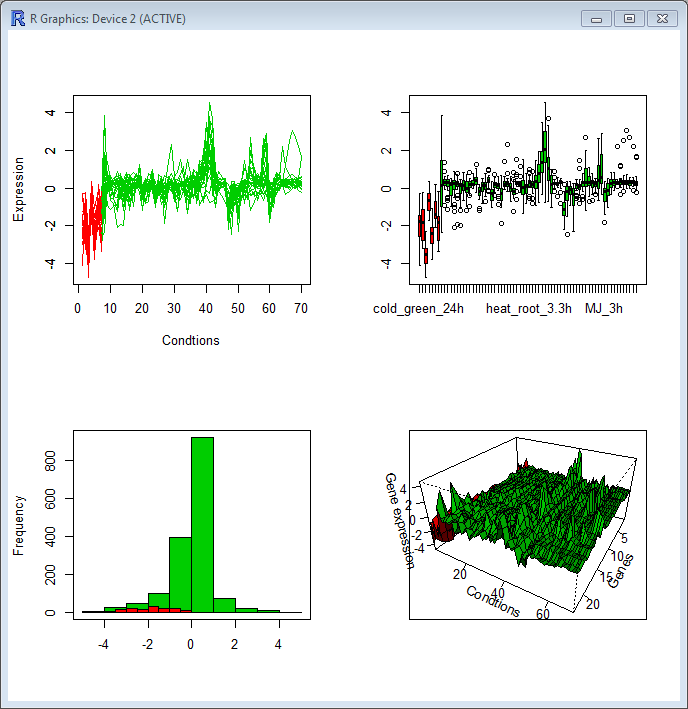 R Graphics: Device 2 (ACTIVE)
Expression
4
2
0
-2
-4
0 10 20 30 40 50 60 70
Condtions
4
2
0
-2
-4
cold_green_24h heat_root_3.3h MJ_3h
Frequency
800
600
400
200
0
-4 -2 0 2 4
Gene expression
4
2
0
-2
-4
20
40
60
Condtions
5
10
15
20
Genes